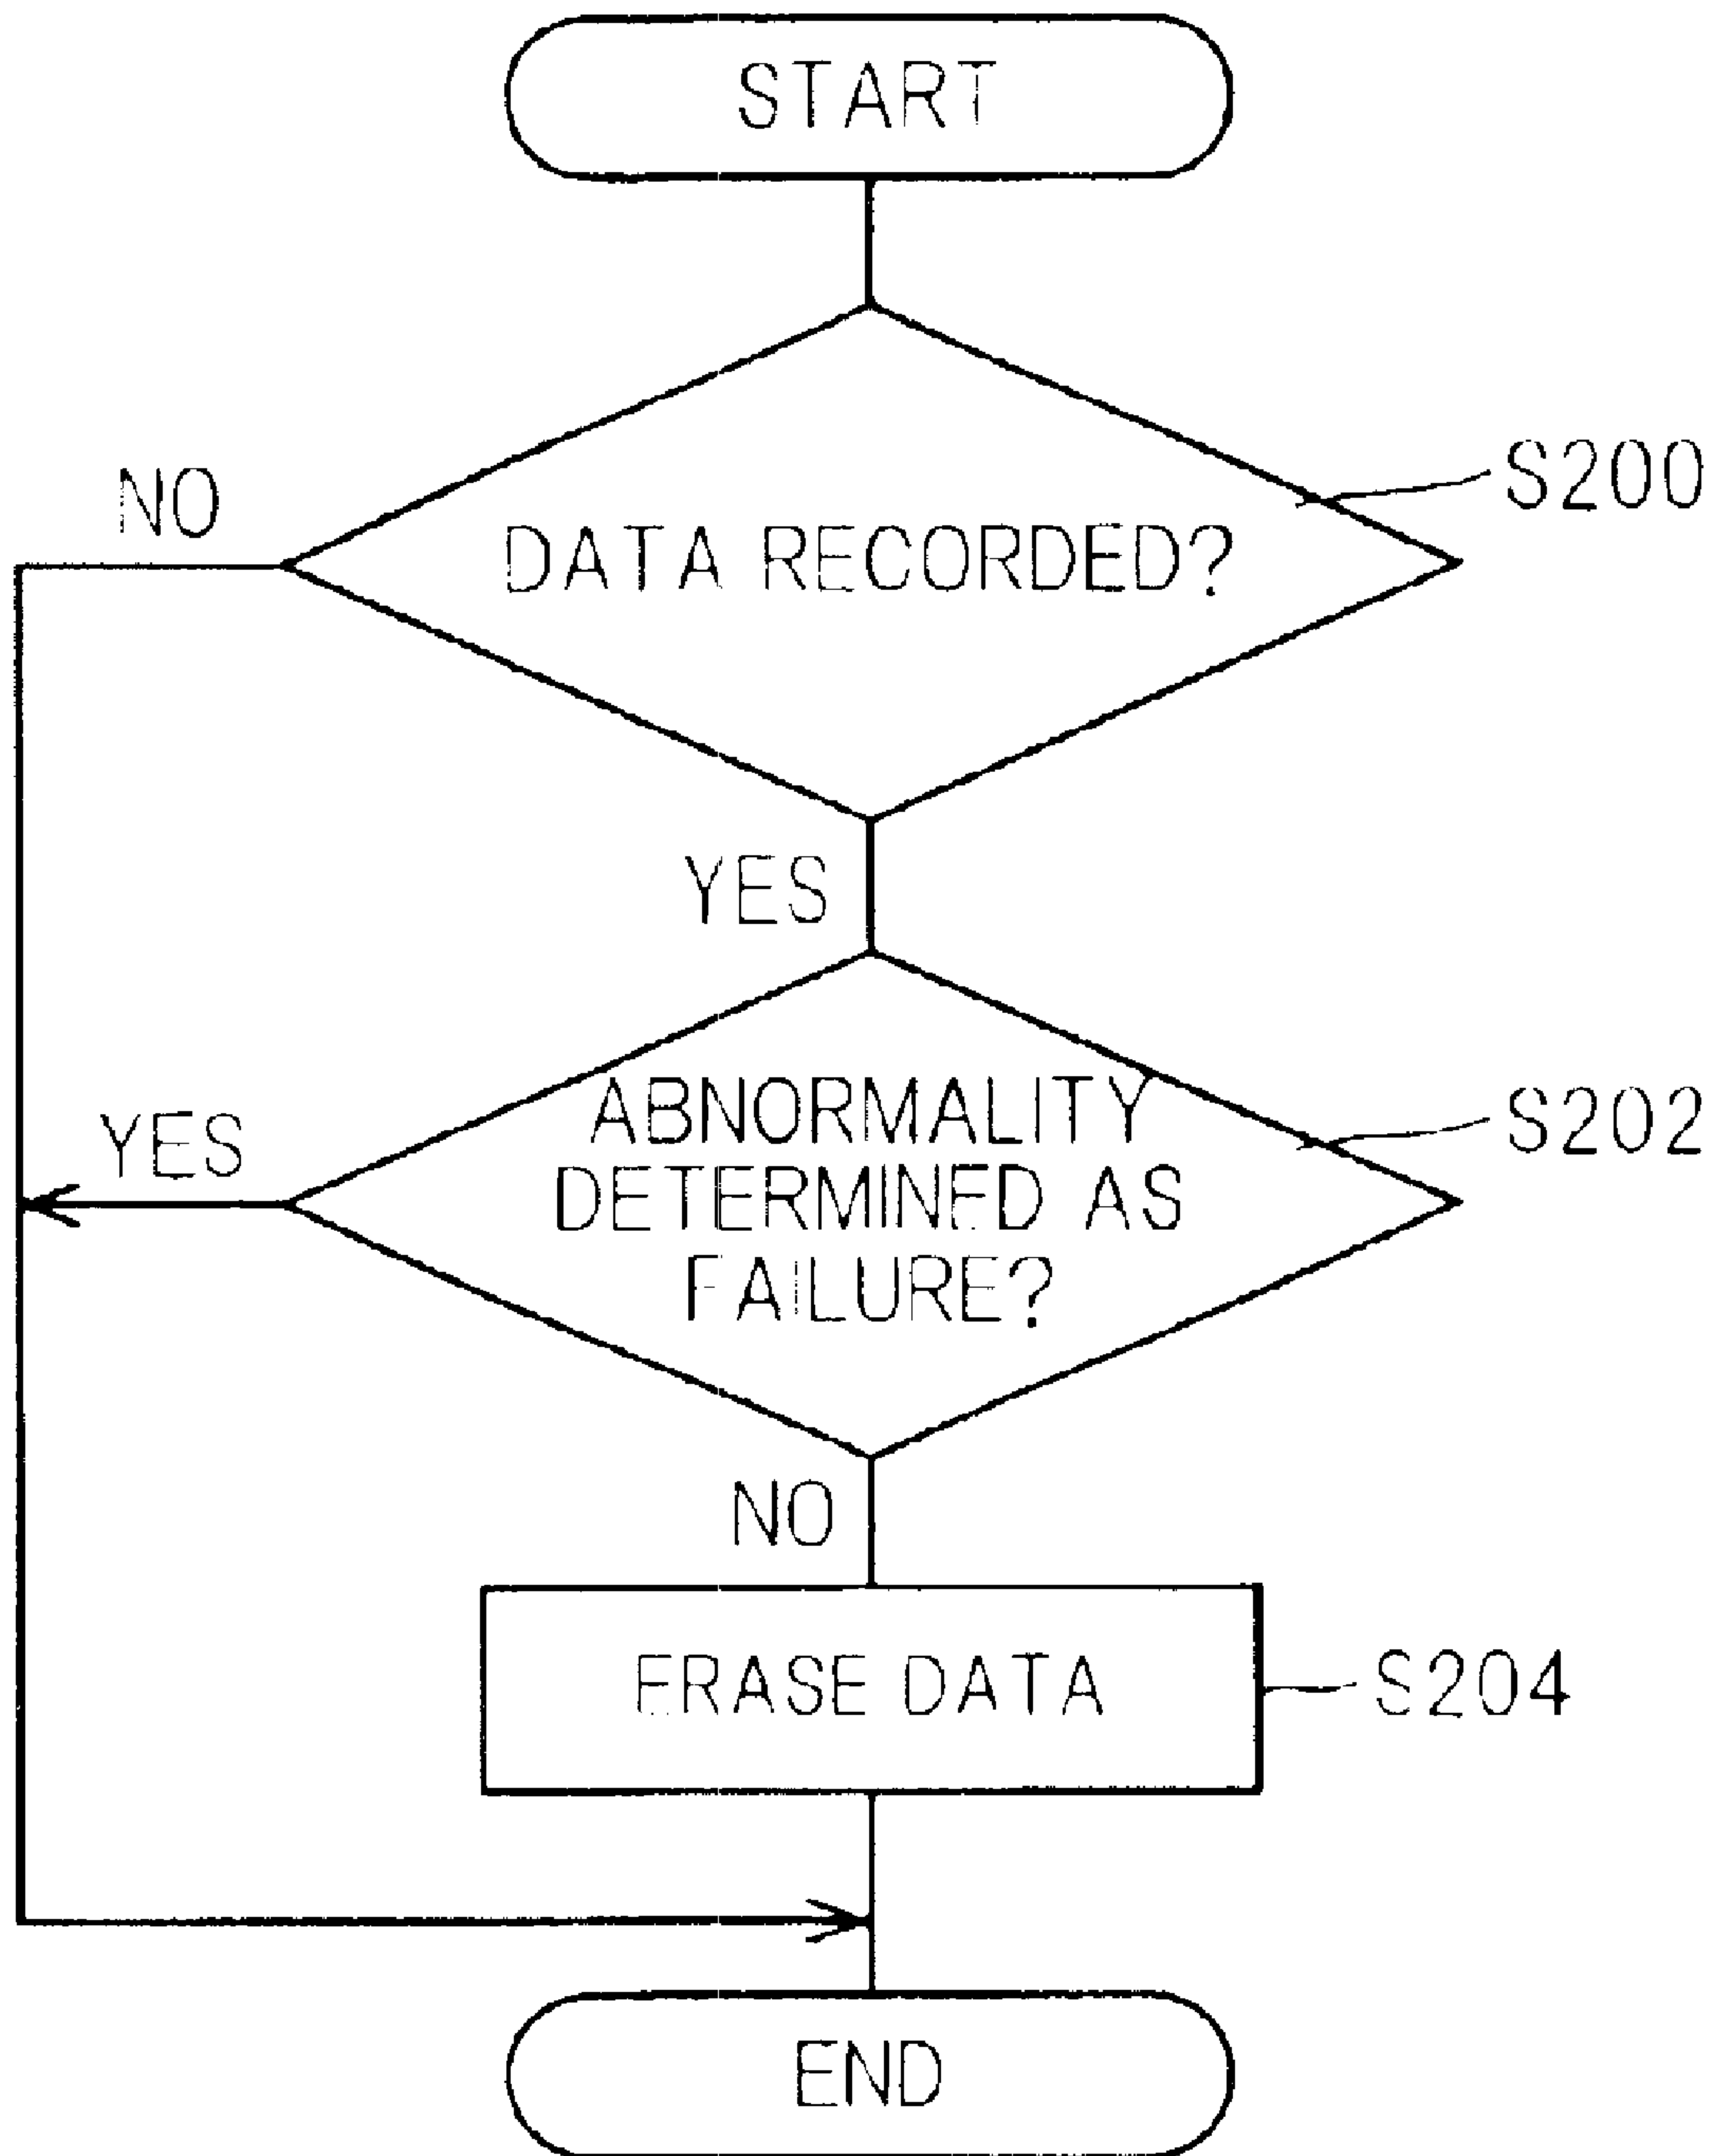 START
NO
S200
DATA RECORDED?
YES
ABNORMALITY
S202
YES
DETERMINED AS
FAILURE?
NO
ERASE DATA
S204
END